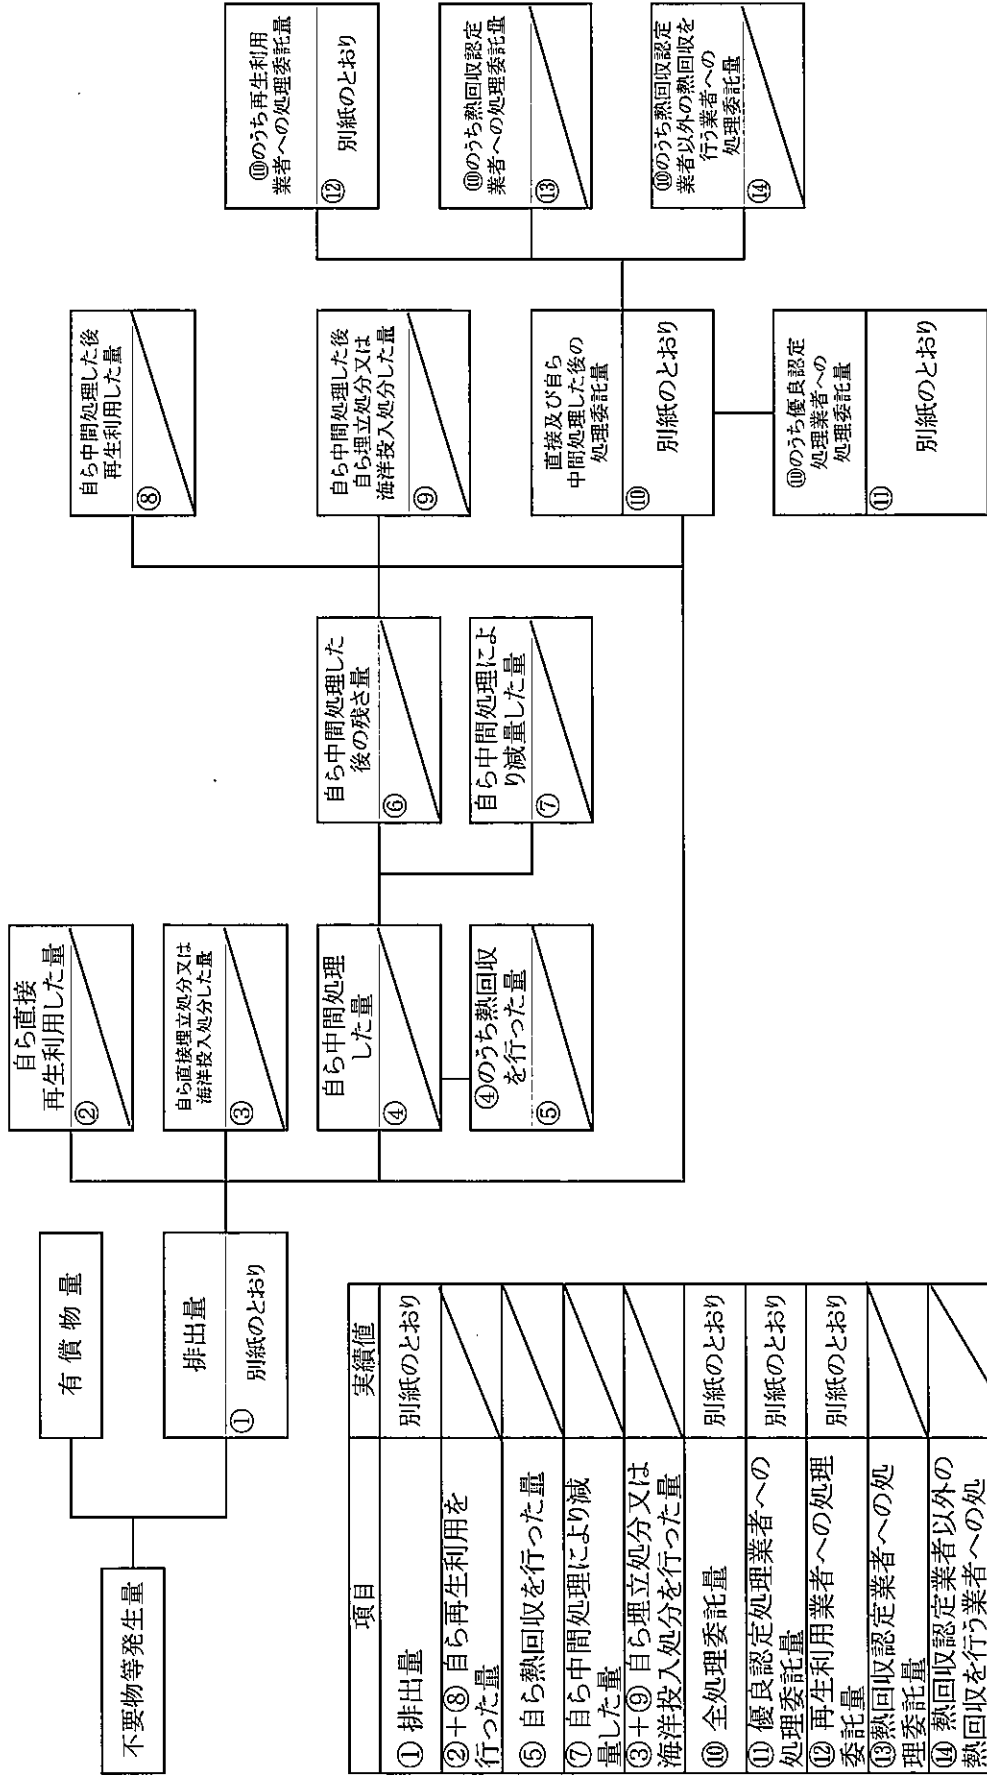 不要物等発生量
有償物量
排出量
①
別紙のとおり
自ら直接
再生利用した量
②
自ら直接埋立処分又は
海洋投入処分した量
③
自ら中間処理
した量
④
④のうち熱回収
を行った量
⑤
自ら中間処理した
後の残さ量
⑥
自ら中間処理によ
り減量した量
⑦
自ら中間処理した後
再生利用した量
⑧
自ら中間処理した後
自ら埋立処分又は
海洋投入処分した量
⑨
直接及び自ら
中間処理した後の
処理委託量
⑩
別紙のとおり
⑩のうち優良認定
処理業者への
処理委託量
⑪
別紙のとおり
⑩のうち再生利用
業者への処理委託量
⑫
別紙のとおり
⑩のうち熱回収認定
業者への処理委託量
⑬
⑩のうち熱回収認定
業者以外の熱回収を
行う業者への
処理委託量
⑭
項目 実績値
① 排出量 別紙のとおり
②+⑧ 自ら再生利用を
行った量
⑤ 自ら熱回収を行った量
⑦ 自ら中間処理により減
量した量
③+⑨ 自ら埋立処分又は
海洋投入処分を行った量
⑩ 全処理委託量 別紙のとおり
⑪ 優良認定処理業者への
処理委託量 別紙のとおり
⑫ 再生利用業者への処理
委託量 別紙のとおり
⑬熱回収認定業者への処
理委託量
⑭ 熱回収認定業者以外の
熱回収を行う業者への処